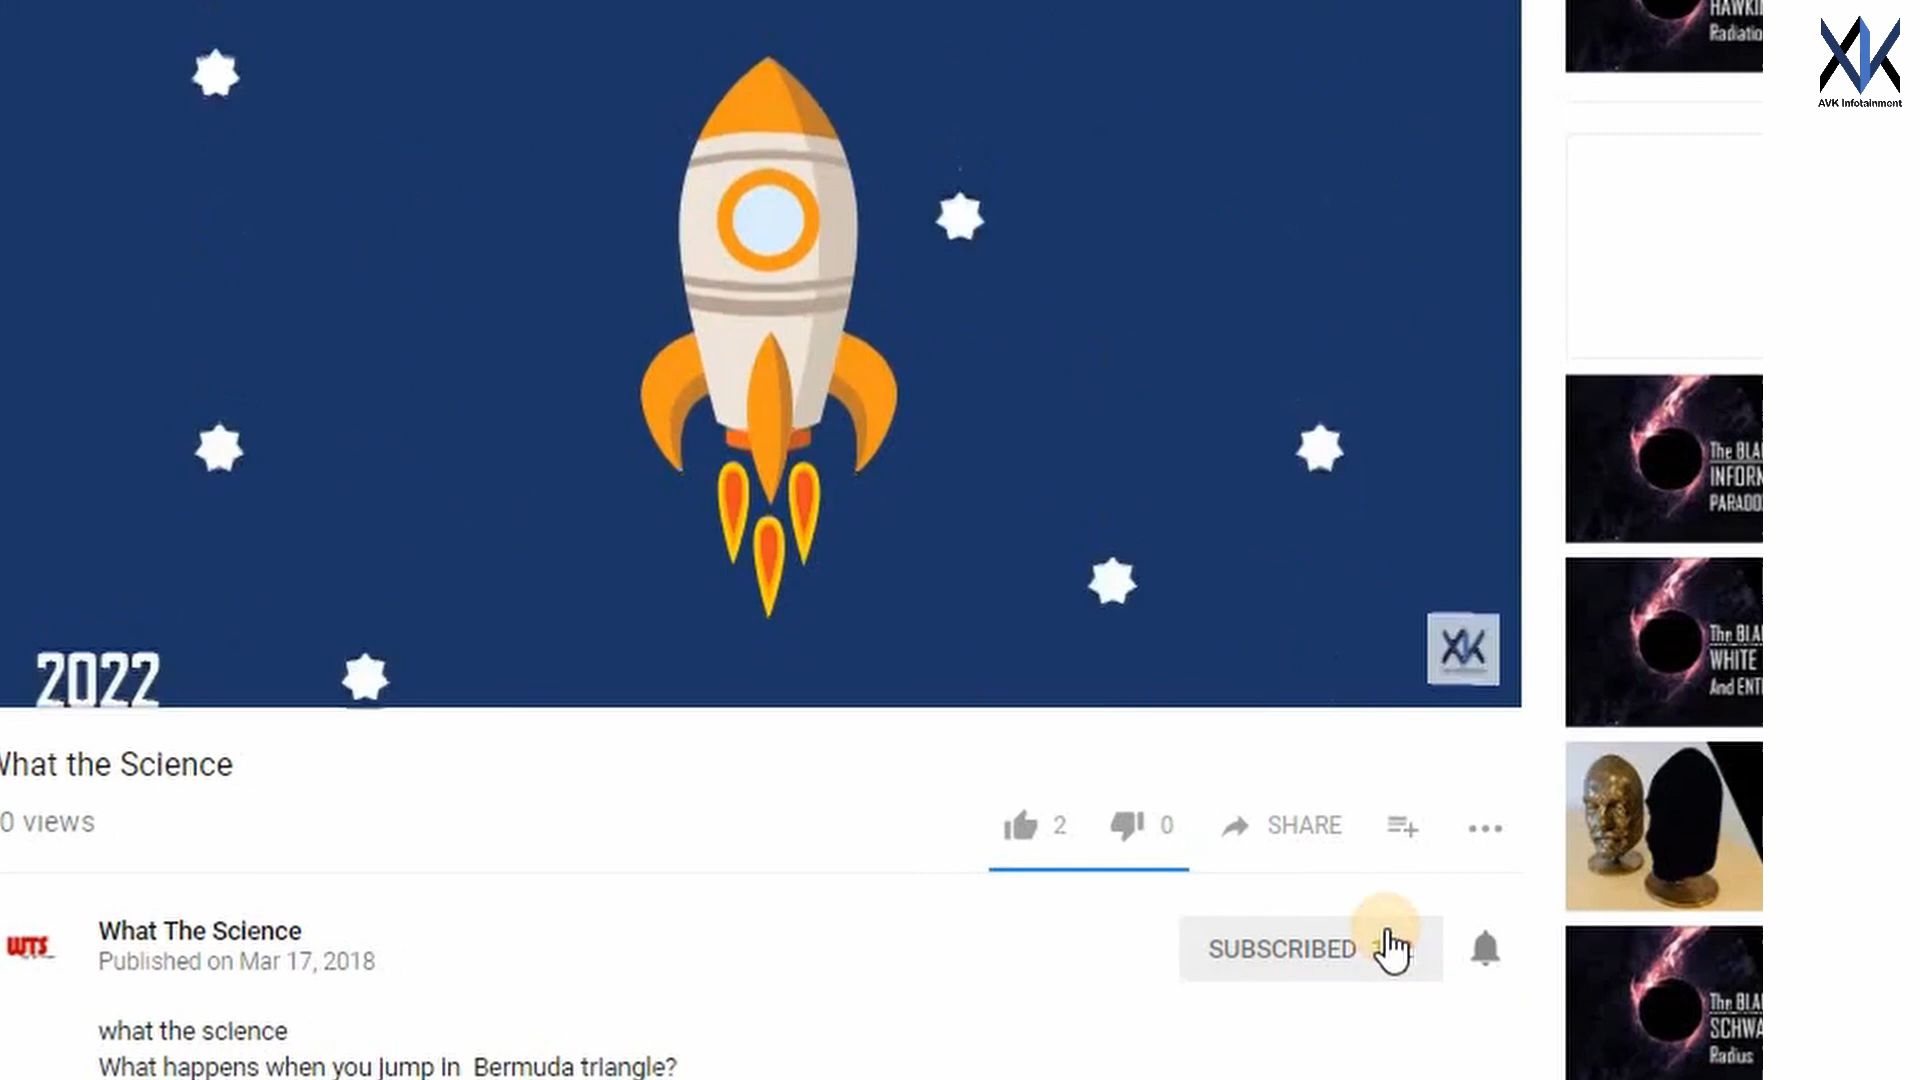 HAWKI
Radiatio
AVK Infotainment
2022
What the Science
0 views
2
0
SHARE
WTS
What The Science
Published on Mar 17, 2018
SUBSCRIBED
what the science
What happens when you jump in Bermuda triangle?
The BLA
INFORM
PARADO
The BLA
WHITE
And ENT
The BLA
SCHWA
Radius